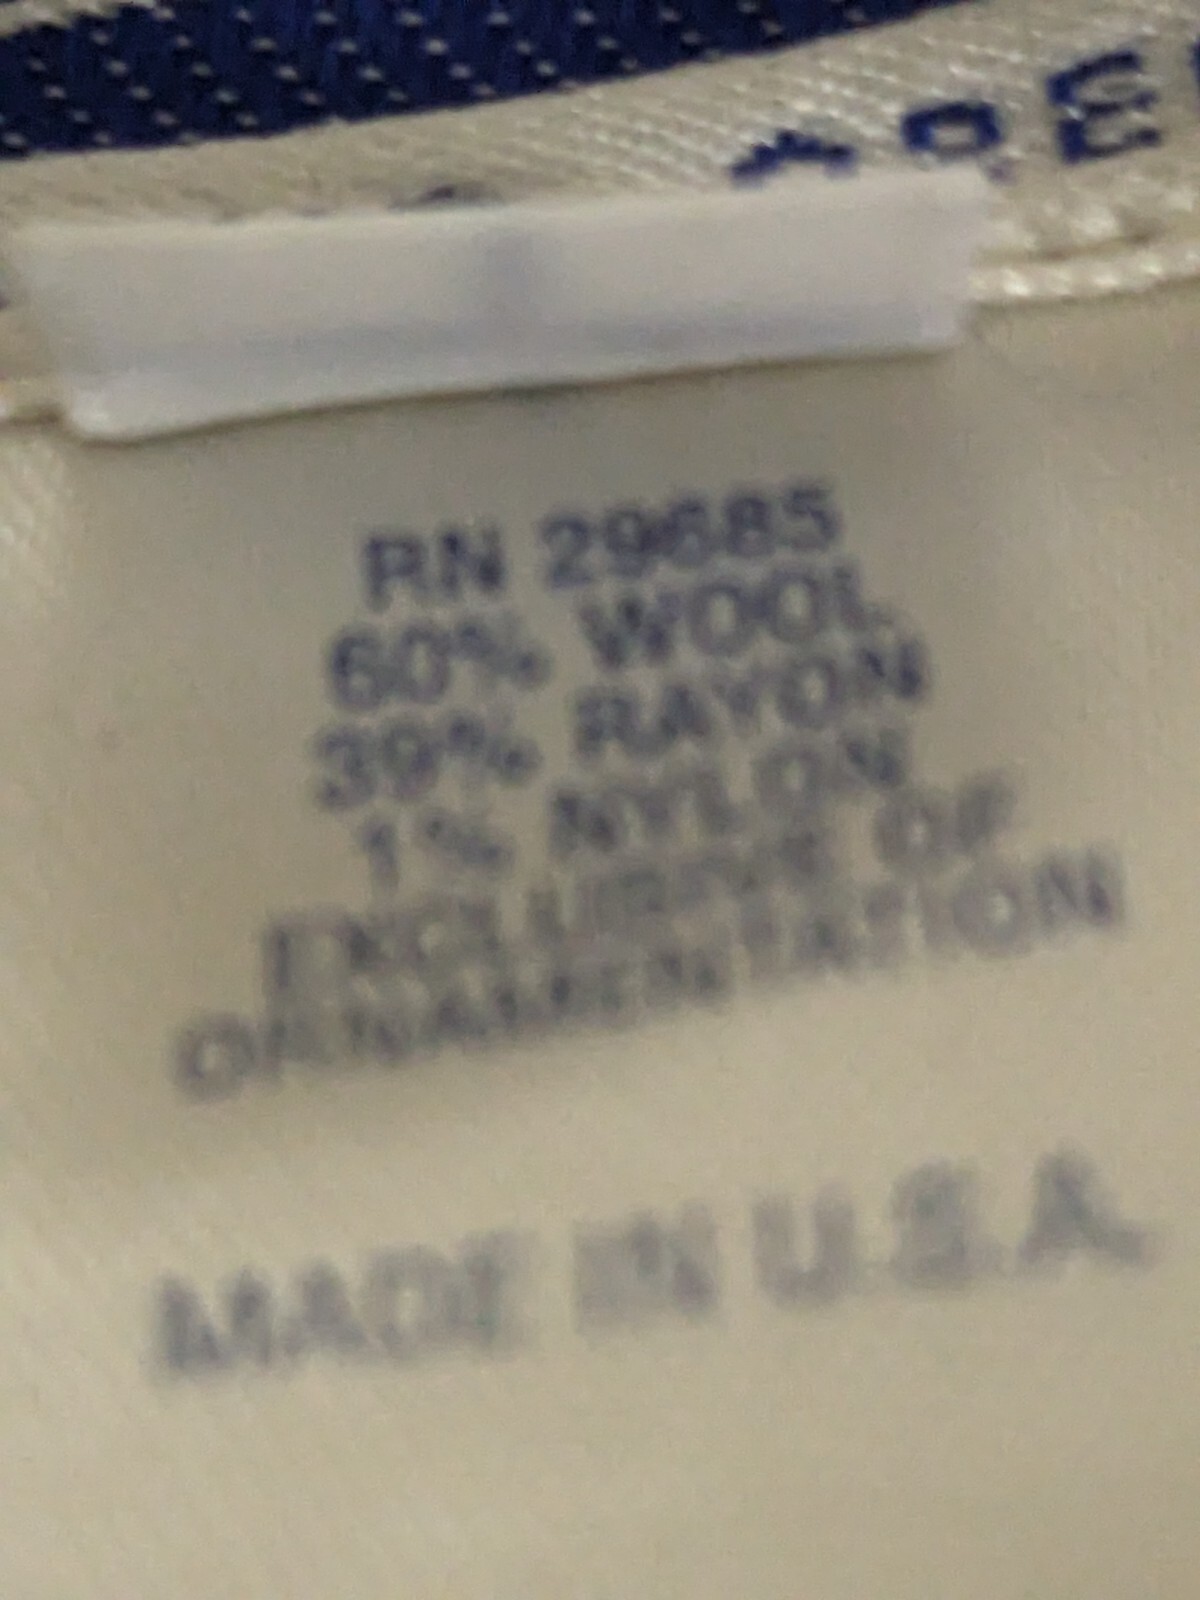 RN 29685
60% WOOL
39% RAYON
1% NYLON
EXCLUSIVE OF
ORNAMENTATION
MADE IN U.S.A.